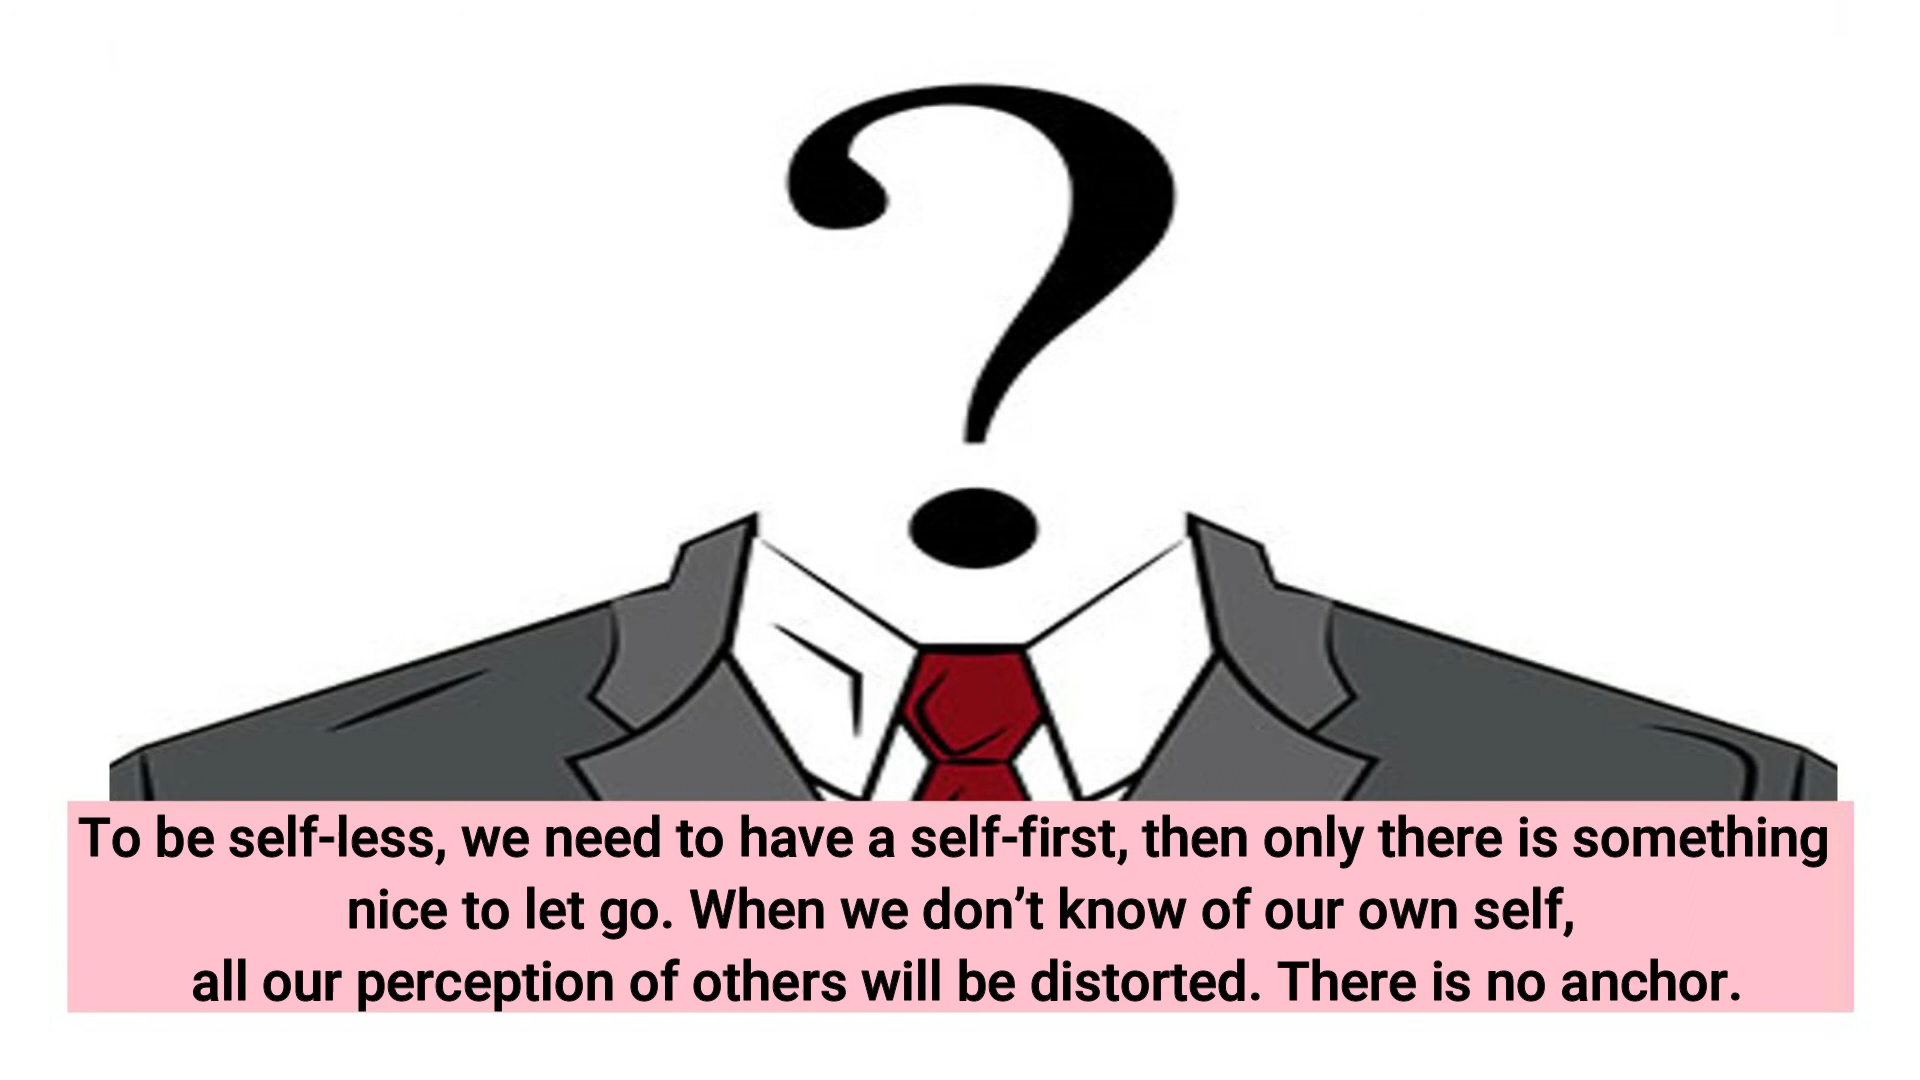 ?
To be self-less, we need to have a self-first, then only there is something
nice to let go. When we don’t know of our own self,
all our perception of others will be distorted. There is no anchor.